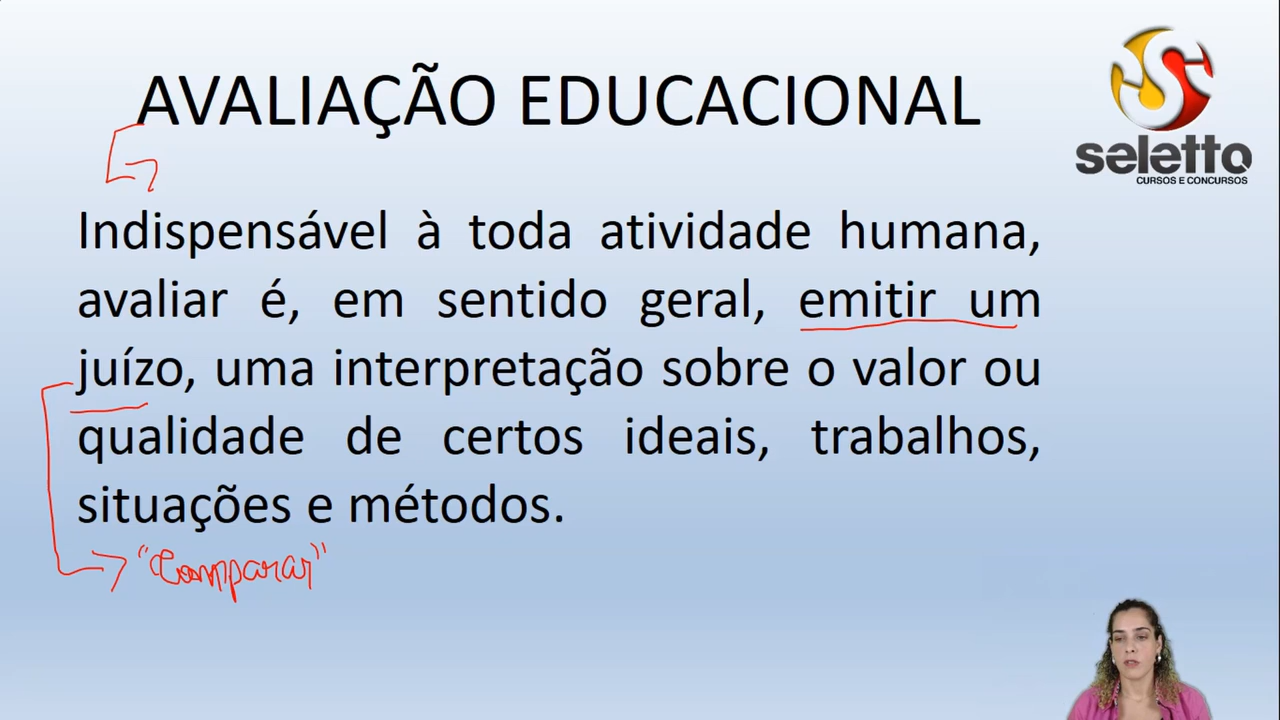 AVALIAÇÃO EDUCACIONAL
seletto
CURSOS E CONCURSOS
Indispensável à toda atividade humana,
avaliar é, em sentido geral, emitir um
juízo, uma interpretação sobre o valor ou
qualidade de certos ideais, trabalhos,
situações e métodos.
"Comparar"